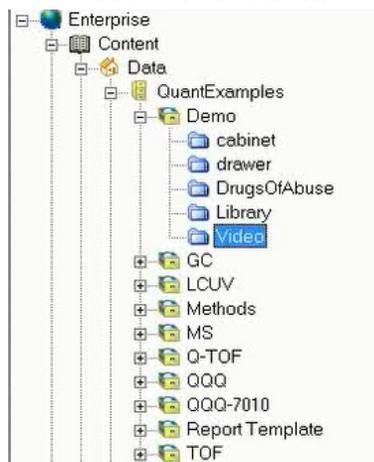 Enterprise
Content
Data
QuantExamples
Demo
cabinet
drawer
DrugsOfAbuse
Library
Video
GC
LCUV
Methods
MS
Q-TOF
QQQ
QQQ-7010
Report Template
TOF